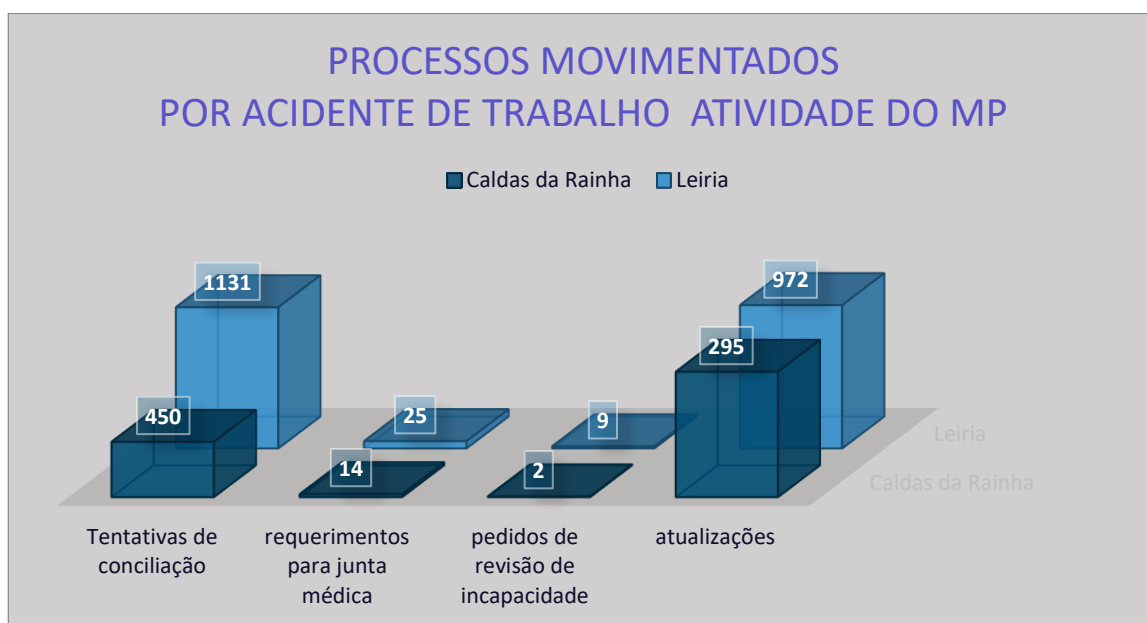 PROCESSOS MOVIMENTADOS
POR ACIDENTE DE TRABALHO ATIVIDADE DO MP
Caldas da Rainha Leiria
1131
972
295
450
25
9
14
2
Leiria
Caldas da Rainha
Tentativas de conciliação
requerimentos para junta médica
pedidos de revisão de incapacidade
atualizações